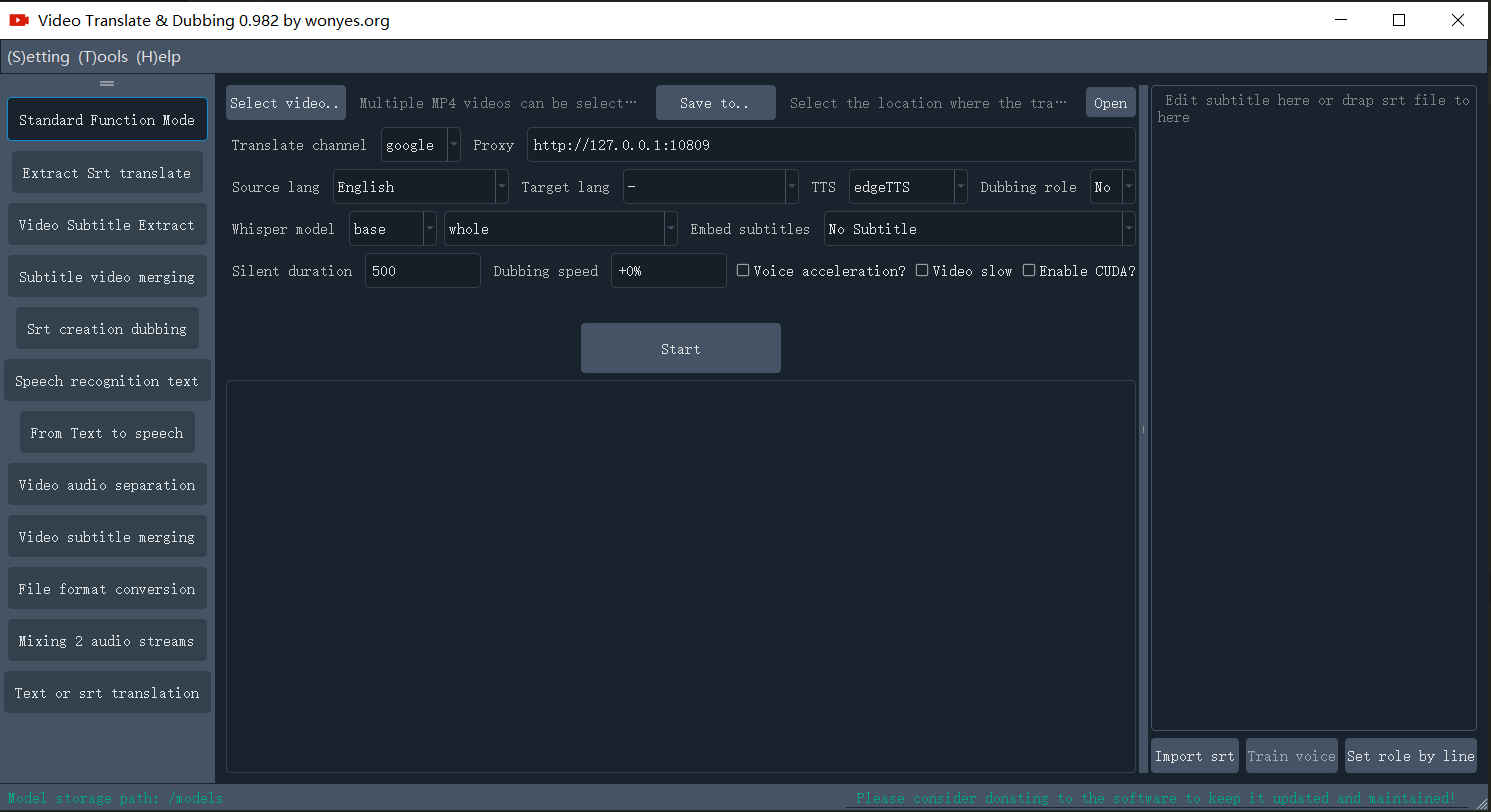 Video Translate & Dubbing 0.982 by wonyes.org
(S)etting (T)ools (H)elp
Standard Function Mode
Extract Srt translate
Video Subtitle Extract
Subtitle video merging
Srt creation dubbing
Speech recognition text
From Text to speech
Video audio separation
Video subtitle merging
File format conversion
Mixing 2 audio streams
Text or srt translation
Select video.. Multiple MP4 videos can be select… Save to.. Select the location where the tra… Open
Translate channel google Proxy http://127.0.0.1:10809
Source lang English Target lang - TTS edgeTTS Dubbing role No
Whisper model base whole Embed subtitles No Subtitle
Silent duration 500 Dubbing speed +0% Voice acceleration? Video slow Enable CUDA?
Start
Edit subtitle here or drap srt file to
here
Import srt Train voice Set role by line
Model storage path: /models
Please consider donating to the software to keep it updated and maintained!